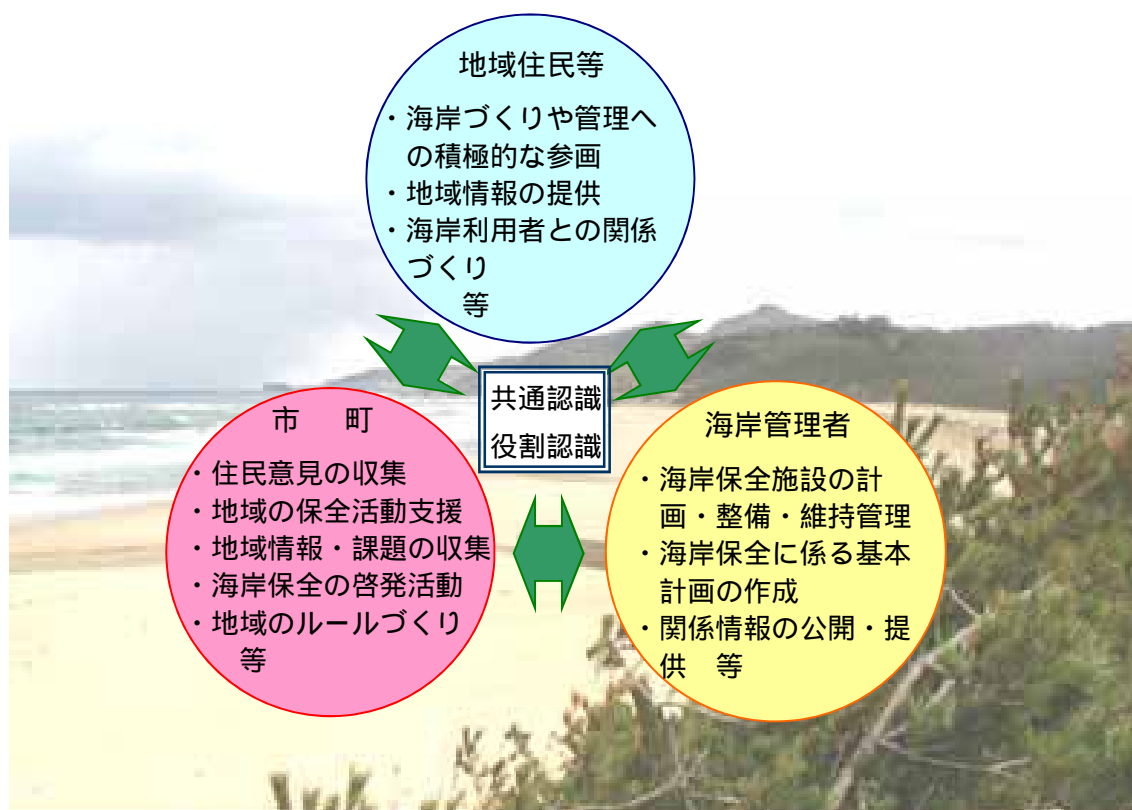 地域住民等
・海岸づくりや管理へ
の積極的な参画
・地域情報の提供
・海岸利用者との関係
づくり
等
共通認識
役割認識
市　町
・住民意見の収集
・地域の保全活動支援
・地域情報・課題の収集
・海岸保全の啓発活動
・地域のルールづくり
等
海岸管理者
・海岸保全施設の計
画・整備・維持管理
・海岸保全に係る基本
計画の作成
・関係情報の公開・提
供　等